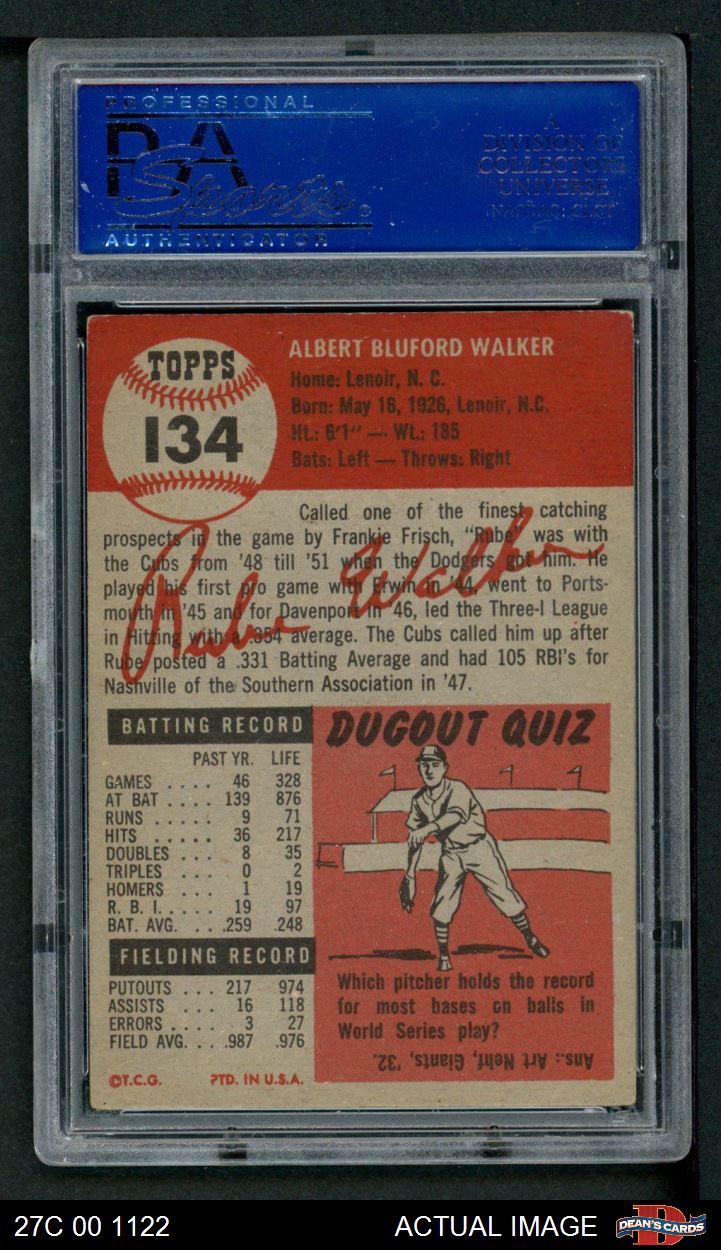 PROFESSIONAL
PSA
Sports
AUTHENTICATOR
A
DIVISION OF
COLLECTORS
UNIVERSE
NASDAQ: CLCT
TOPPS
134
ALBERT BLUFORD WALKER
Home: Lenoir, N. C.
Born: May 16, 1926, Lenoir, N.C.
Ht.: 6'1" — Wt.: 185
Bats: Left — Throws: Right
Called one of the finest catching
prospects in the game by Frankie Frisch, "Rube" was with
the Cubs from '48 till '51 when the Dodgers got him. He
played his first pro game with Erwin in '44, went to Ports-
mouth in '45 and for Davenport in '46, led the Three-I League
in Hitting with a .354 average. The Cubs called him up after
Rube posted a .331 Batting Average and had 105 RBI's for
Nashville of the Southern Association in '47.
Rube Walker
BATTING RECORD
PAST YR. LIFE
GAMES .... 46 328
AT BAT .... 139 876
RUNS ..... 9 71
HITS ..... 36 217
DOUBLES ... 8 35
TRIPLES ... 0 2
HOMERS ... 1 19
R. B. I. .... 19 97
BAT. AVG. ... .259 .248
FIELDING RECORD
PUTOUTS ... 217 974
ASSISTS ... 16 118
ERRORS .... 3 27
FIELD AVG. ... .987 .976
©T.C.G. PTD. IN U.S.A.
DUGOUT QUIZ
Which pitcher holds the record
for most bases on balls in
World Series play?
Ans.: Art Nehf, Giants, '32.
27C 00 1122
ACTUAL IMAGE
D
DEAN'S CARDS